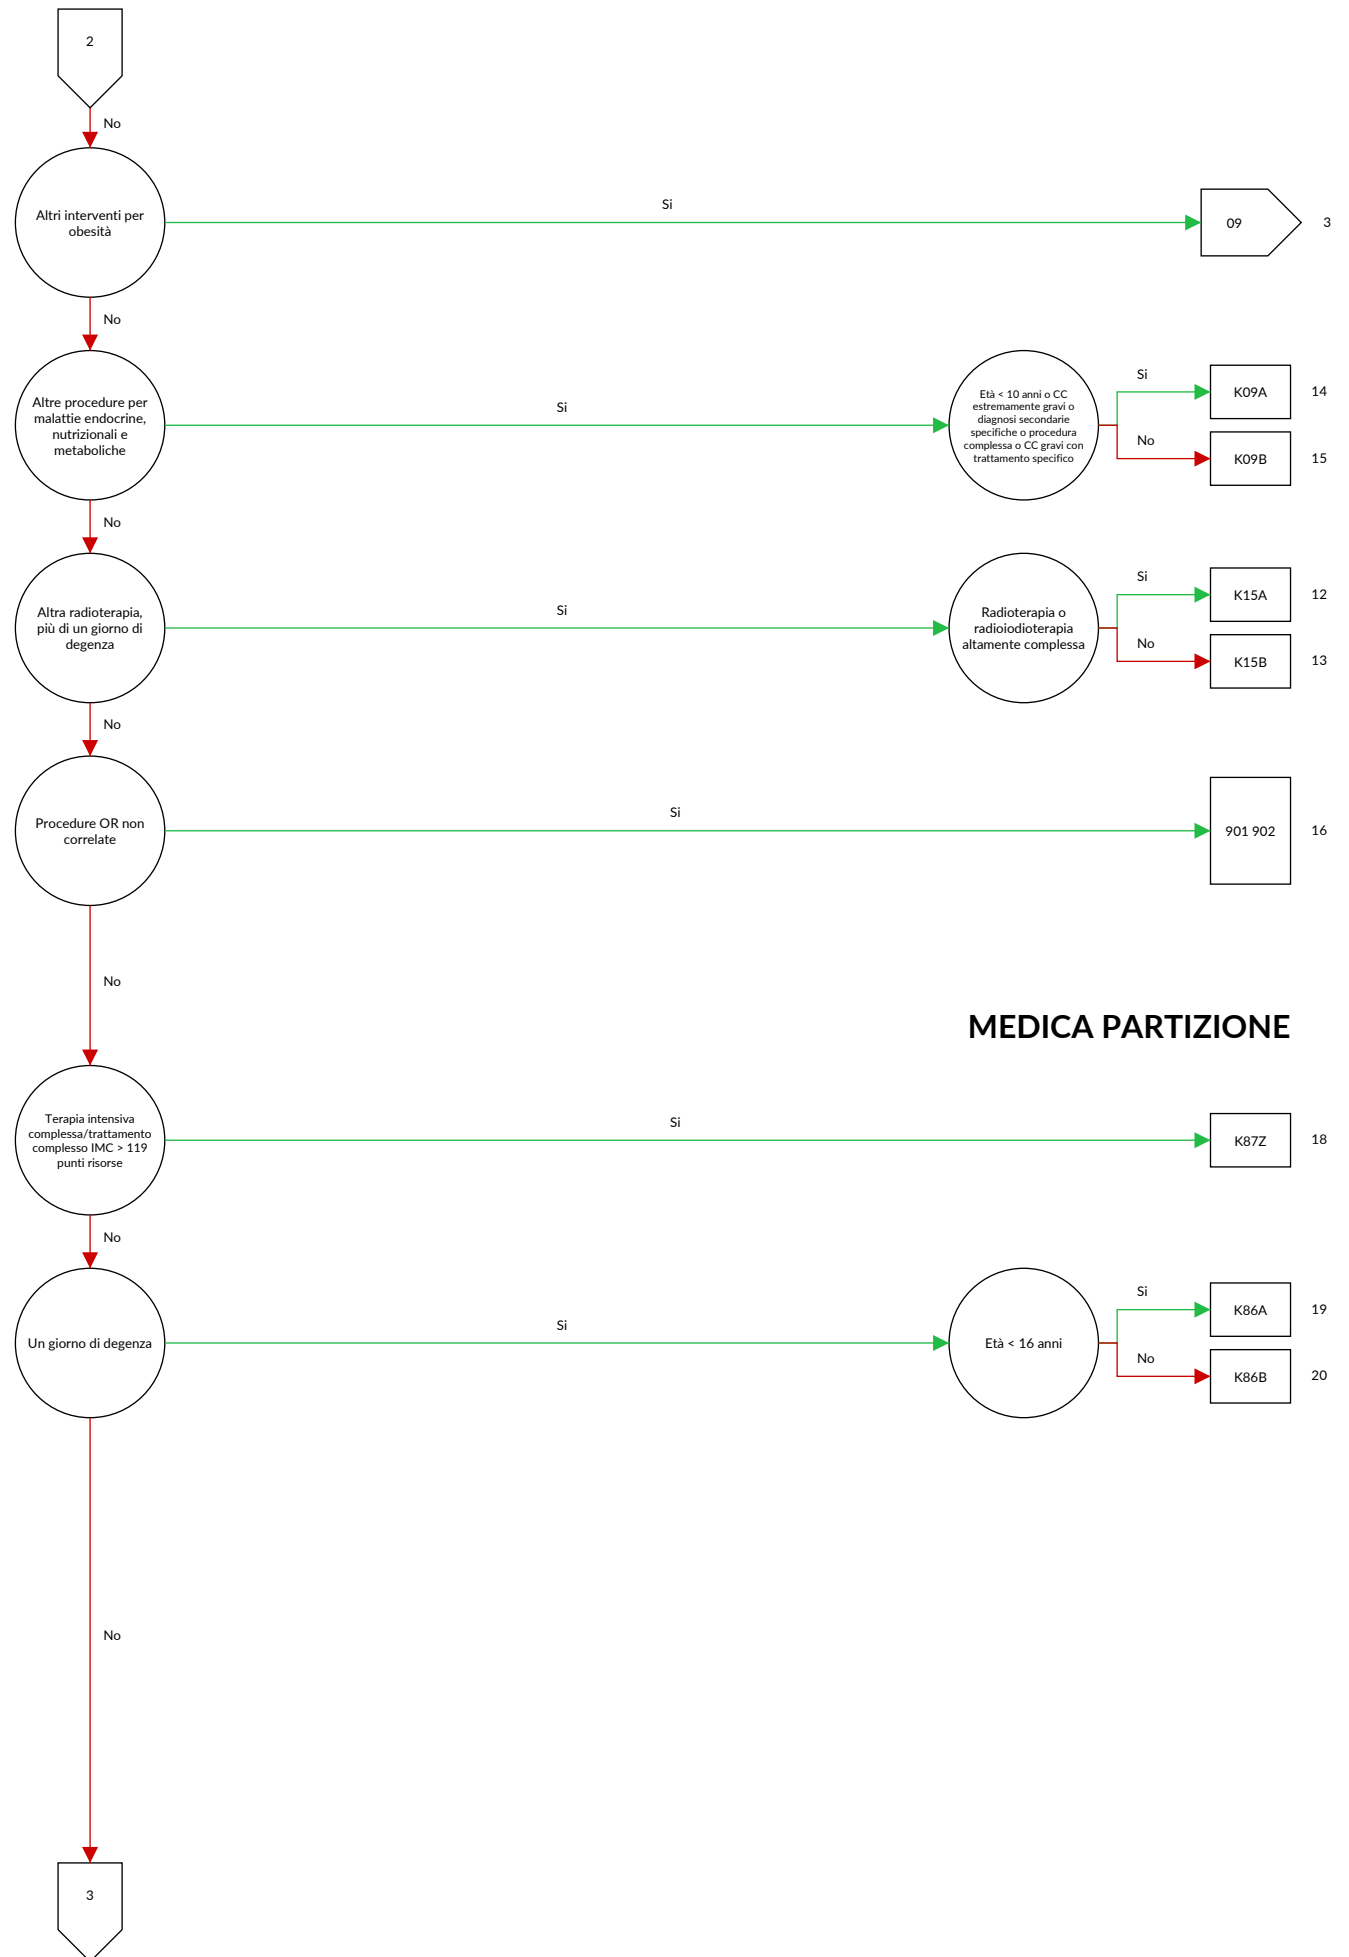 2
No
Altri interventi per
obesità
Si
09
3
No
Altre procedure per
malattie endocrine,
nutrizionali e
metaboliche
Si
Età < 10 anni o CC
estremamente gravi o
diagnosi secondarie
specifiche o procedura
complessa o CC gravi con
trattamento specifico
Si
K09A
14
No
K09B
15
No
Altra radioterapia,
più di un giorno di
degenza
Si
Radioterapia o
radioiodioterapia
altamente complessa
Si
K15A
12
No
K15B
13
No
Procedure OR non
correlate
Si
901 902
16
No
MEDICA PARTIZIONE
Terapia intensiva
complessa/trattamento
complesso IMC > 119
punti risorse
Si
K87Z
18
No
Un giorno di degenza
Si
Età < 16 anni
Si
K86A
19
No
K86B
20
No
3